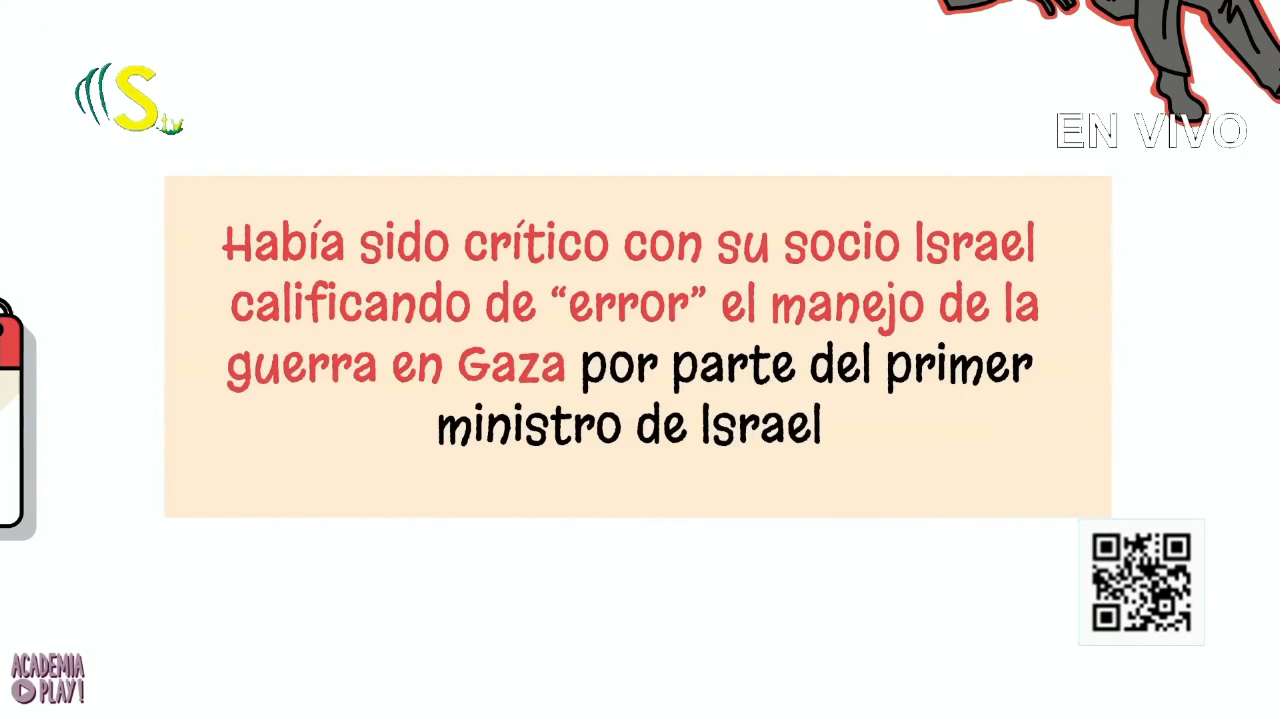 S.tv
EN VIVO
Había sido crítico con su socio Israel
calificando de “error” el manejo de la
guerra en Gaza por parte del primer
ministro de Israel
ACADEMIA
PLAY!